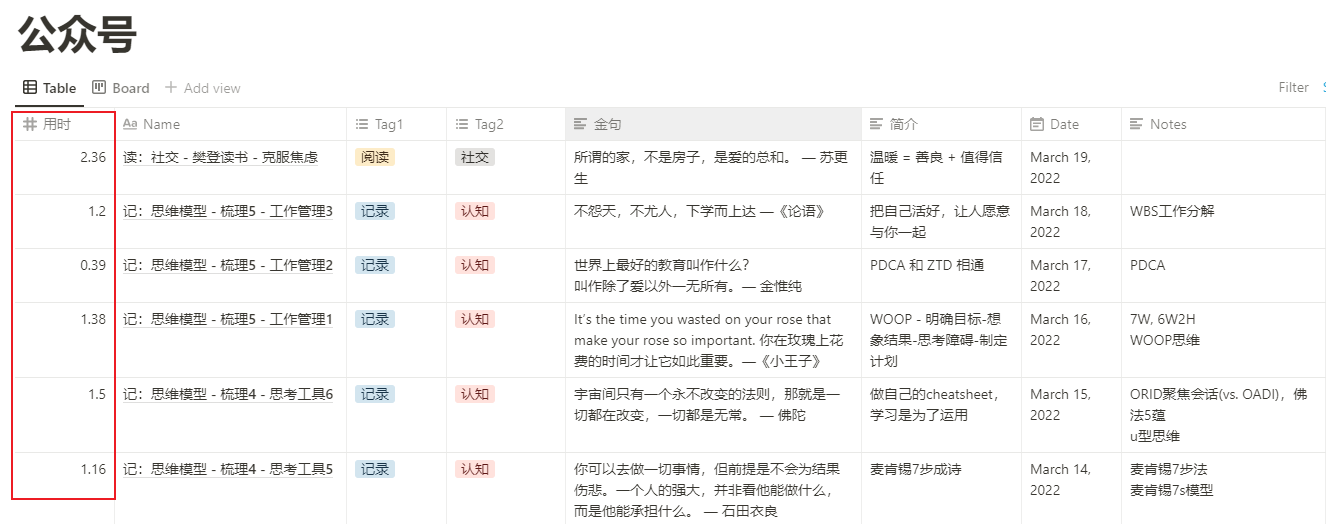 公众号
Table Board Add view Filter
用时 Name Tag1 Tag2 金句 简介 Date Notes
2.36 读：社交 - 樊登读书 - 克服焦虑 阅读 社交 所谓的家，不是房子，是爱的总和。 — 苏更 温暖 = 善良 + 值得信 March 19,
生 任 2022
1.2 记：思维模型 - 梳理5 - 工作管理3 记录 认知 不怨天，不尤人，下学而上达 —《论语》 把自己活好，让人愿意 March 18, WBS工作分解
与你一起 2022
0.39 记：思维模型 - 梳理5 - 工作管理2 记录 认知 世界上最好的教育叫作什么？ PDCA 和 ZTD 相通 March 17, PDCA
叫作除了爱以外一无所有。— 金惟纯 2022
1.38 记：思维模型 - 梳理5 - 工作管理1 记录 认知 It’s the time you wasted on your rose that WOOP - 明确目标-想 March 16, 7W, 6W2H
make your rose so important. 你在玫瑰上花 象结果-思考障碍-制定 2022 WOOP思维
费的时间才让它如此重要。—《小王子》 计划
1.5 记：思维模型 - 梳理4 - 思考工具6 记录 认知 宇宙间只有一个永不改变的法则，那就是一 做自己的cheatsheet， March 15, ORID聚焦会话(vs. OADI)，佛
切都在改变，一切都是无常。 — 佛陀 学习是为了运用 2022 法5蕴
u型思维
1.16 记：思维模型 - 梳理4 - 思考工具5 记录 认知 你可以去做一切事情，但前提是不会为结果 麦肯锡7步成诗 March 14, 麦肯锡7步法
伤悲。一个人的强大，并非看他能做什么， 2022 麦肯锡7s模型
而是他能承担什么。 — 石田衣良